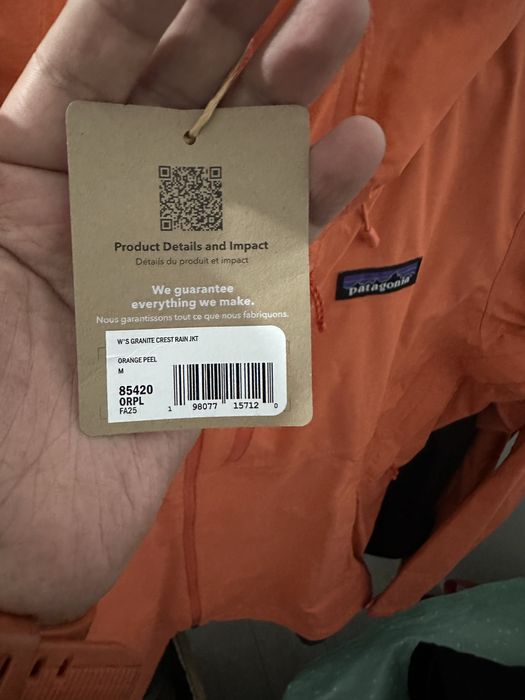 Product Details and Impact
Détails du produit et impact
We guarantee
everything we make.
Nous garantissons tout ce que nous fabriquons.
W'S GRANITE CREST RAIN JKT
ORANGE PEEL
M
85420
ORPL
FA25
1 98077 15712 0
patagonia